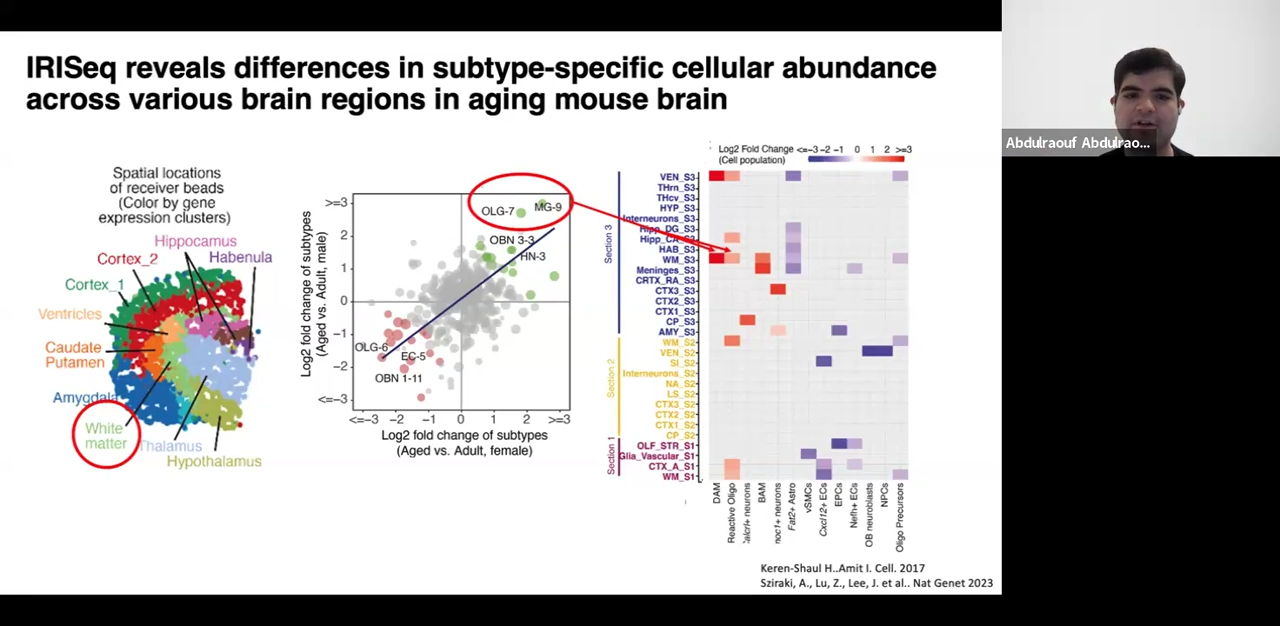 IRISeq reveals differences in subtype-specific cellular abundance
across various brain regions in aging mouse brain
Abdulraouf Abdulrao...
Spatial locations
of receiver beads
(Color by gene
expression clusters)
Hippocamus
Cortex_2
Habenula
Cortex_1
Ventricles
Caudate
Putamen
Amygdala
White
matter
Thalamus
Hypothalamus
Log2 fold change of subtypes
(Aged vs. Adult, male)
>=3
2
1
0
−1
−2
<=−3
OLG-7
MG-9
OBN 3-3
HN-3
OLG-6
EC-5
OBN 1-11
<=−3
−2
−1
0
1
2
>=3
Log2 fold change of subtypes
(Aged vs. Adult, female)
Log2 Fold Change
(Cell population)
<=−3
−2
−1
0
1
2
>=3
Section 3
VEN_S3
THrn_S3
THcv_S3
HYP_S3
Interneurons_S3
Hipp_DG_S3
Hipp_CA_S3
HAB_S3
WM_S3
Meninges_S3
CRTX_RA_S3
CTX3_S3
CTX2_S3
CTX1_S3
CP_S3
AMY_S3
Section 2
WM_S2
VEN_S2
SI_S2
Interneurons_S2
NA_S2
LS_S2
CTX3_S2
CTX2_S2
CTX1_S2
CP_S2
Section 1
OLF_STR_S1
Glia_Vascular_S1
CTX_A_S1
WM_S1
DAM
Reactive Oligo
neurons
BAM
neurons
Fat2+ Astro
vSMCs
Cxcl12+ ECs
EPCs
Nefh+ ECs
OB neuroblasts
NPCs
Oligo Precursors
Keren-Shaul H..Amit I. Cell. 2017
Sziraki, A., Lu, Z., Lee, J. et al.. Nat Genet 2023